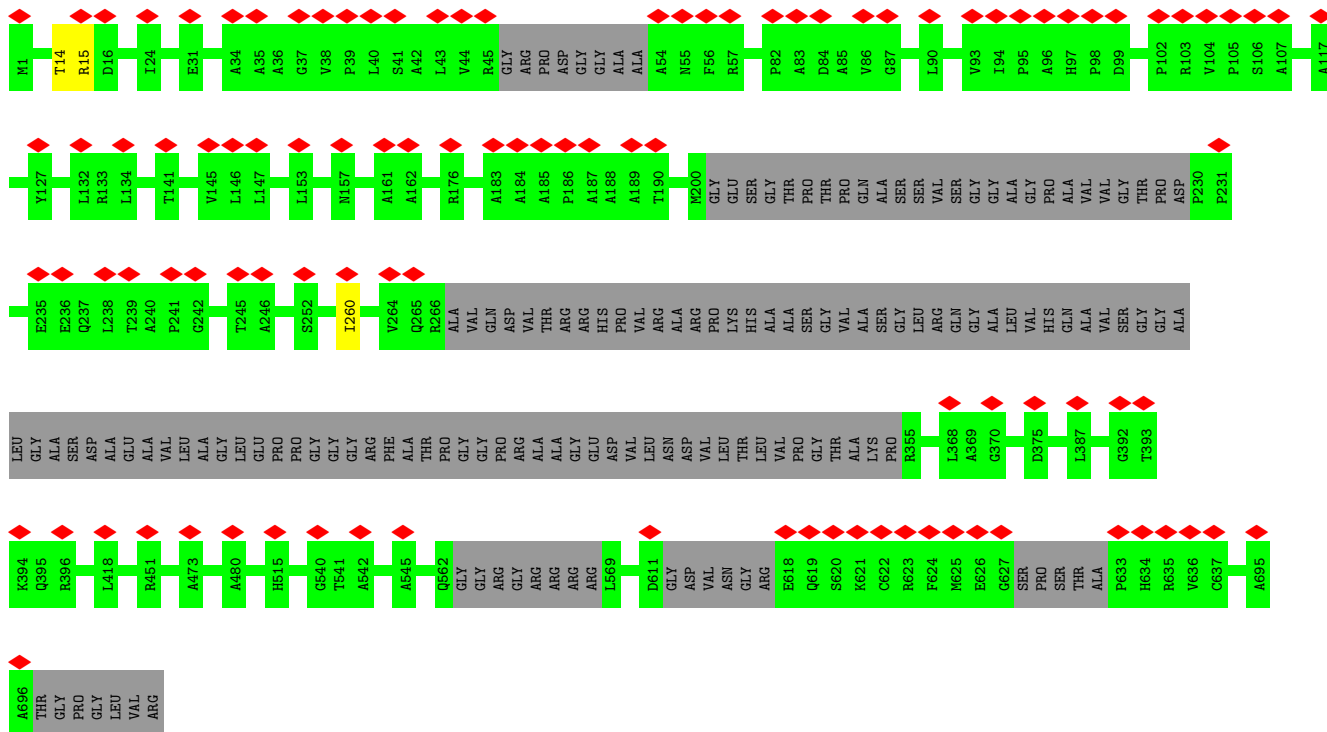 M1 T14 R15 D16 I24 E31 A34 A35 A36 G37 V38 P39 L40 S41 A42 L43 V44 R45 GLY ARG PRO ASP GLY GLY ALA ALA A54 N55 F56 R57 P82 A83 D84 A85 V86 G87 L90 V93 I94 P95 A96 H97 P98 D99 P102 R103 V104 P105 S106 A107 A117
Y127 L132 R133 L134 T141 V145 L146 L147 L153 N157 A161 A162 R176 A183 A184 A185 P186 A187 A188 A189 T190 M200 GLY GLU SER GLY THR PRO THR PRO GLN ALA SER SER VAL SER GLY GLY ALA GLY PRO ALA VAL VAL GLY THR PRO ASP P230 P231
E235 E236 Q237 L238 T239 A240 P241 G242 T245 A246 S252 I260 V264 Q265 R266 ALA VAL GLN ASP VAL THR ARG ARG HIS PRO VAL ARG ALA ARG PRO LYS HIS ALA ALA SER GLY VAL ALA SER GLY LEU ARG GLN GLY ALA LEU VAL HIS GLN ALA VAL SER GLY GLY ALA
LEU GLY ALA SER ASP ALA GLU ALA VAL LEU ALA GLY LEU GLU PRO PRO GLY GLY GLY ARG PHE ALA THR PRO GLY GLY PRO ARG ALA ALA GLY GLU ASP VAL LEU ASN ASP VAL LEU THR LEU VAL PRO GLY THR ALA LYS PRO R355 L368 A369 G370 D375 L387 G392 T393
K394 Q395 R396 L418 R451 A473 A480 H515 G540 T541 A542 A545 Q562 GLY GLY ARG GLY ARG ARG ARG ARG L569 D611 GLY ASP VAL ASN GLY ARG E618 Q619 S620 K621 C622 R623 F624 M625 E626 G627 SER PRO SER THR ALA P633 H634 R635 V636 C637 A695
A696 THR GLY PRO GLY LEU VAL ARG